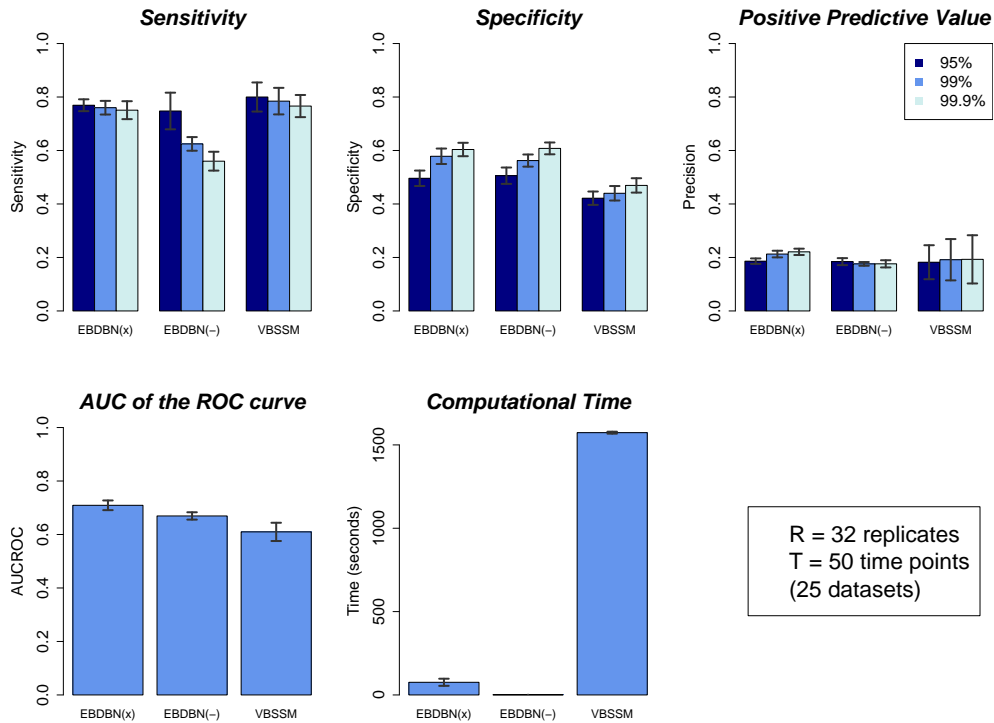 Sensitivity
Sensitivity
0.0 0.2 0.4 0.6 0.8 1.0
EBDBN(x) EBDBN(−) VBSSM
Specificity
Specificity
0.0 0.2 0.4 0.6 0.8 1.0
EBDBN(x) EBDBN(−) VBSSM
Positive Predictive Value
Precision
0.0 0.2 0.4 0.6 0.8 1.0
95%
99%
99.9%
EBDBN(x) EBDBN(−) VBSSM
AUC of the ROC curve
AUCROC
0.0 0.2 0.4 0.6 0.8 1.0
EBDBN(x) EBDBN(−) VBSSM
Computational Time
Time (seconds)
0 500 1000 1500
EBDBN(x) EBDBN(−) VBSSM
R = 32 replicates
T = 50 time points
(25 datasets)